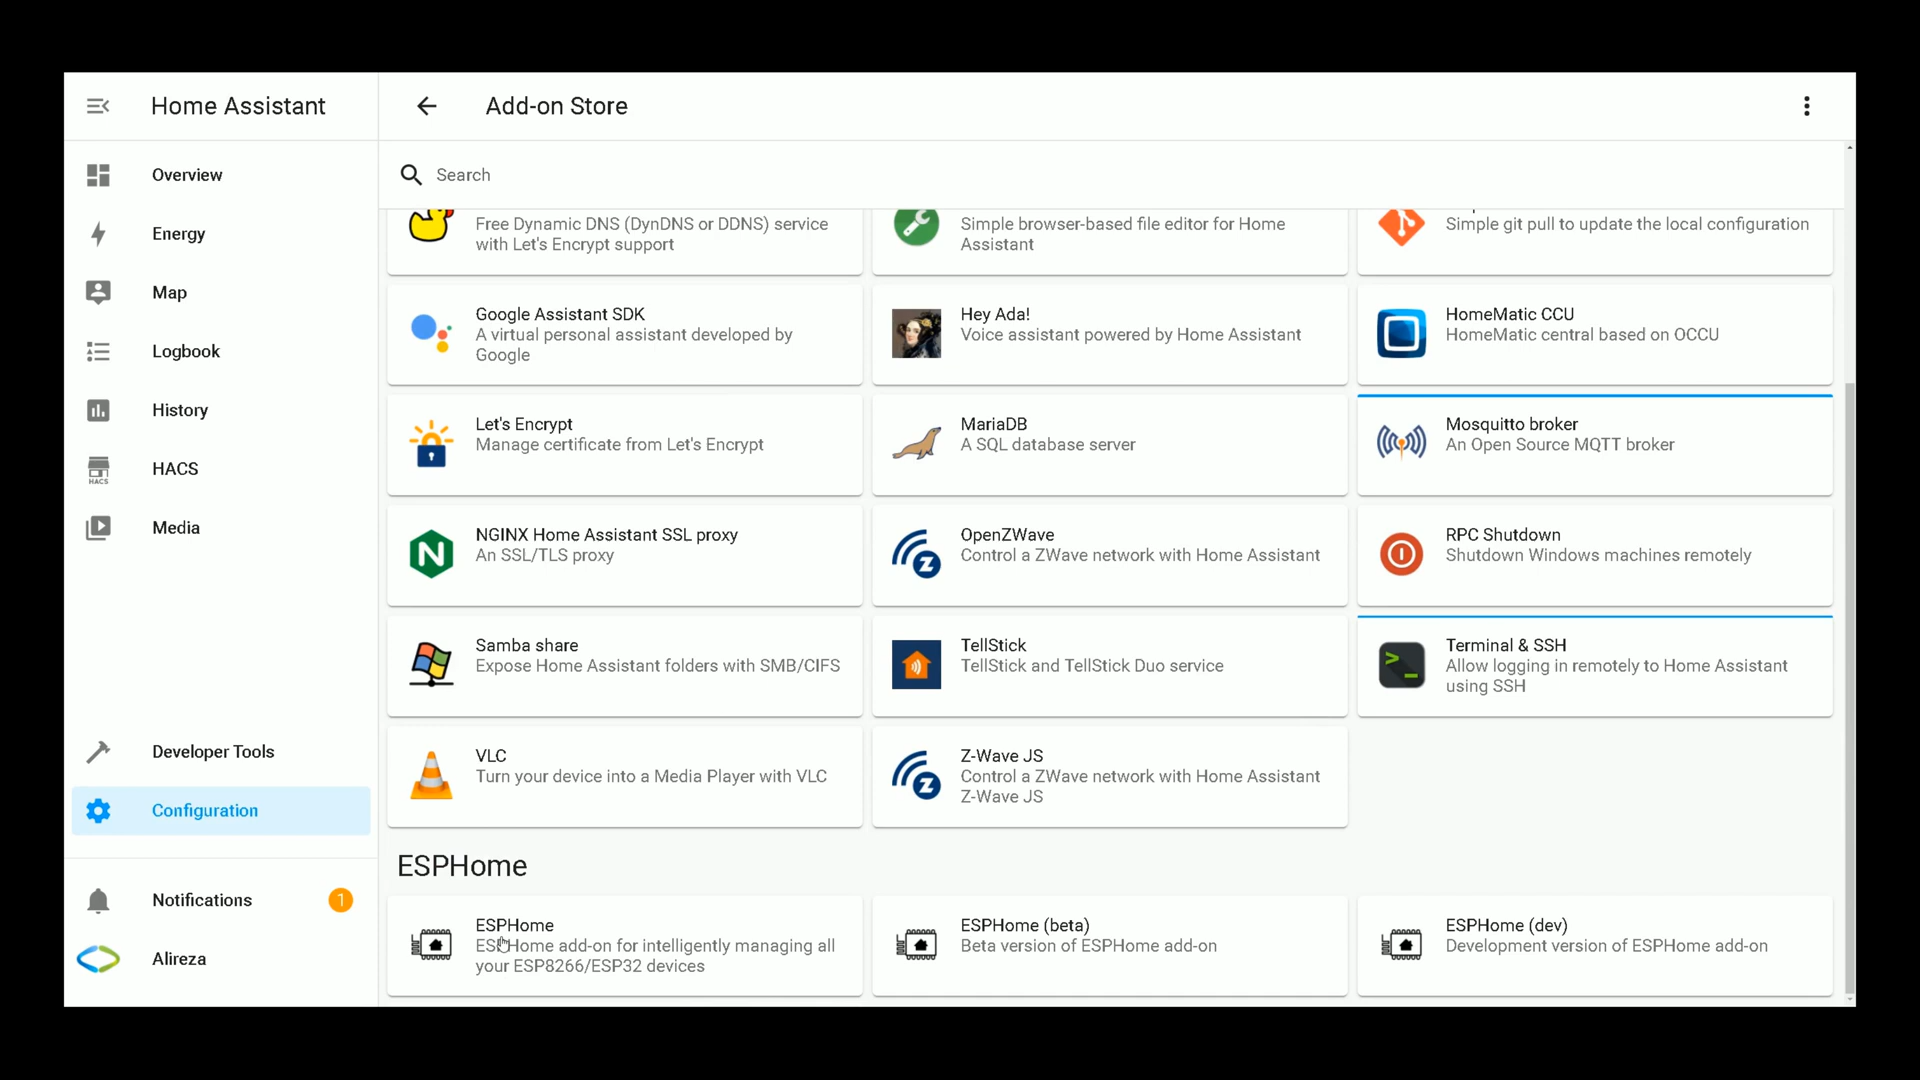 Home Assistant
Overview
Energy
Map
Logbook
History
HACS
HACS
Media
Developer Tools
Configuration
Notifications
1
Alireza
Add-on Store
Search
Free Dynamic DNS (DynDNS or DDNS) service
with Let's Encrypt support
Simple browser-based file editor for Home
Assistant
Simple git pull to update the local configuration
Google Assistant SDK
A virtual personal assistant developed by
Google
Hey Ada!
Voice assistant powered by Home Assistant
HomeMatic CCU
HomeMatic central based on OCCU
Let's Encrypt
Manage certificate from Let's Encrypt
MariaDB
A SQL database server
Mosquitto broker
An Open Source MQTT broker
N
NGINX Home Assistant SSL proxy
An SSL/TLS proxy
Z
OpenZWave
Control a ZWave network with Home Assistant
RPC Shutdown
Shutdown Windows machines remotely
Samba share
Expose Home Assistant folders with SMB/CIFS
TellStick
TellStick and TellStick Duo service
Terminal & SSH
Allow logging in remotely to Home Assistant
using SSH
VLC
Turn your device into a Media Player with VLC
Z
Z-Wave JS
Control a ZWave network with Home Assistant
Z-Wave JS
ESPHome
ESPHome
ESPHome add-on for intelligently managing all
your ESP8266/ESP32 devices
ESPHome (beta)
Beta version of ESPHome add-on
ESPHome (dev)
Development version of ESPHome add-on